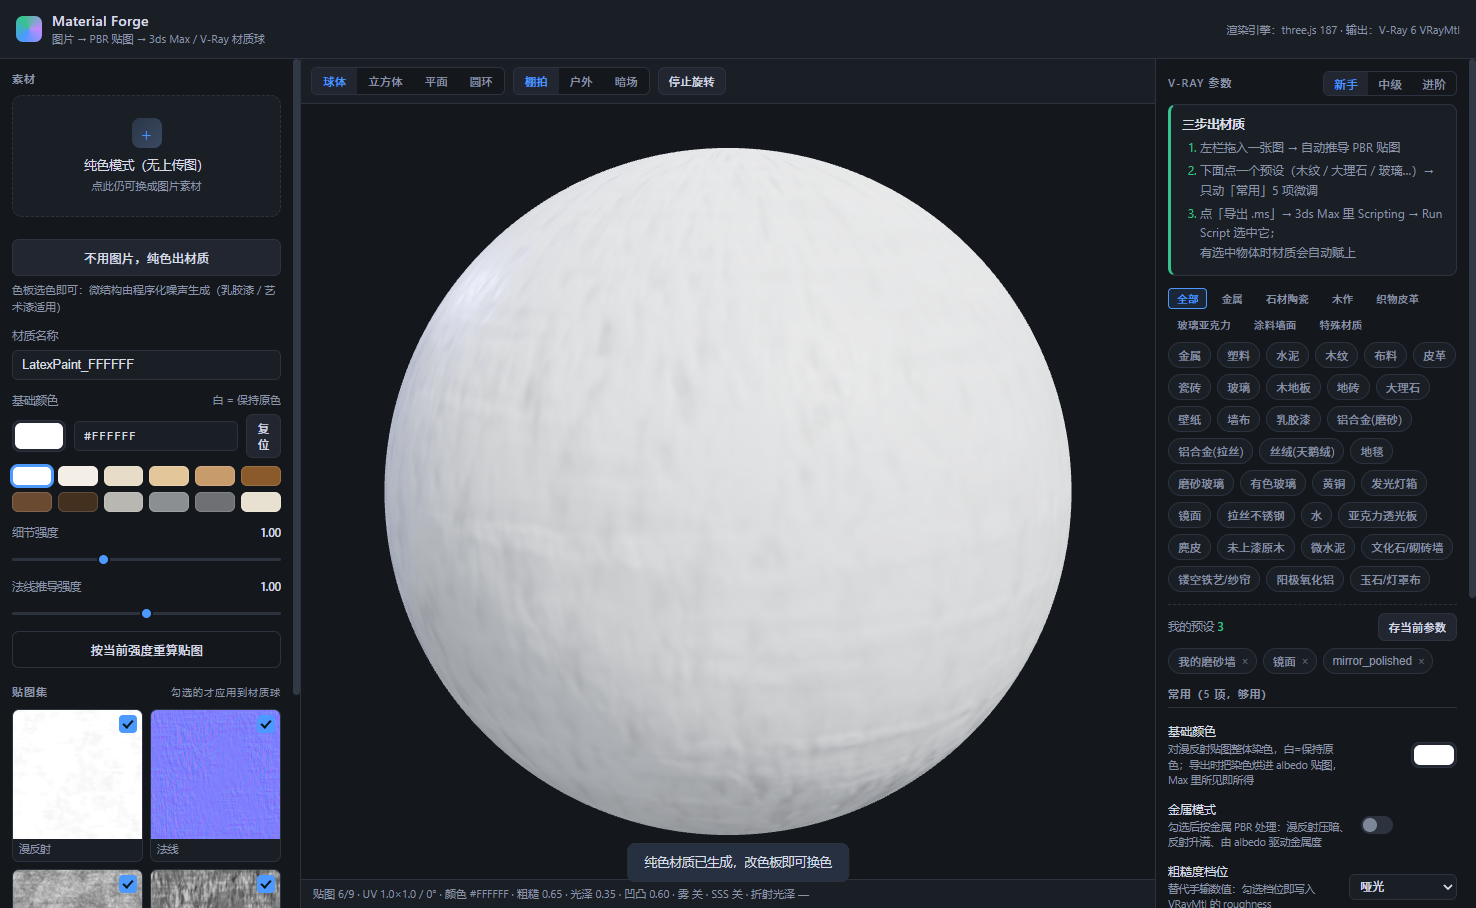 Material Forge
图片 → PBR 贴图 → 3ds Max / V-Ray 材质球
渲染引擎：three.js 187 · 输出：V-Ray 6 VRayMtl
素材
+
纯色模式（无上传图）
点此仍可换成图片素材
不用图片，纯色出材质
色板选色即可：微结构由程序化噪声生成（乳胶漆 / 艺
术漆适用）
材质名称
LatexPaint_FFFFFF
基础颜色
白 = 保持原色
#FFFFFF
复
位
细节强度
1.00
法线推导强度
1.00
按当前强度重算贴图
贴图集
勾选的才应用到材质球
漫反射
法线
球体
立方体
平面
圆环
棚拍
户外
暗场
停止旋转
纯色材质已生成，改色板即可换色
贴图 6/9 · UV 1.0×1.0 / 0° · 颜色 #FFFFFF · 粗糙 0.65 · 光泽 0.35 · 凹凸 0.60 · 雾 关 · SSS 关 · 折射光泽 —
V-RAY 参数
新手
中级
进阶
三步出材质
1. 左栏拖入一张图 → 自动推导 PBR 贴图
2. 下面点一个预设（木纹 / 大理石 / 玻璃...）→
只动「常用」5 项微调
3. 点「导出 .ms」→ 3ds Max 里 Scripting → Run
Script 选中它；
有选中物体时材质会自动赋上
全部
金属
石材陶瓷
木作
织物皮革
玻璃亚克力
涂料墙面
特殊材质
金属
塑料
水泥
木纹
布料
皮革
瓷砖
玻璃
木地板
地砖
大理石
壁纸
墙布
乳胶漆
铝合金(磨砂)
铝合金(拉丝)
丝绒(天鹅绒)
地毯
磨砂玻璃
有色玻璃
黄铜
发光灯箱
镜面
拉丝不锈钢
水
亚克力透光板
麂皮
未上漆原木
微水泥
文化石/砌砖墙
镂空铁艺/纱帘
阳极氧化铝
玉石/灯罩布
我的预设 3
存当前参数
我的磨砂墙 ×
镜面 ×
mirror_polished ×
常用（5 项，够用）
基础颜色
对漫反射贴图整体染色，白=保持原
色；导出时把染色烘进 albedo 贴图，
Max 里所见即所得
金属模式
勾选后按金属 PBR 处理：漫反射压暗、
反射升满、由 albedo 驱动金属度
粗糙度档位
替代手输数值：勾选档位即写入
VRayMtl 的 roughness
哑光